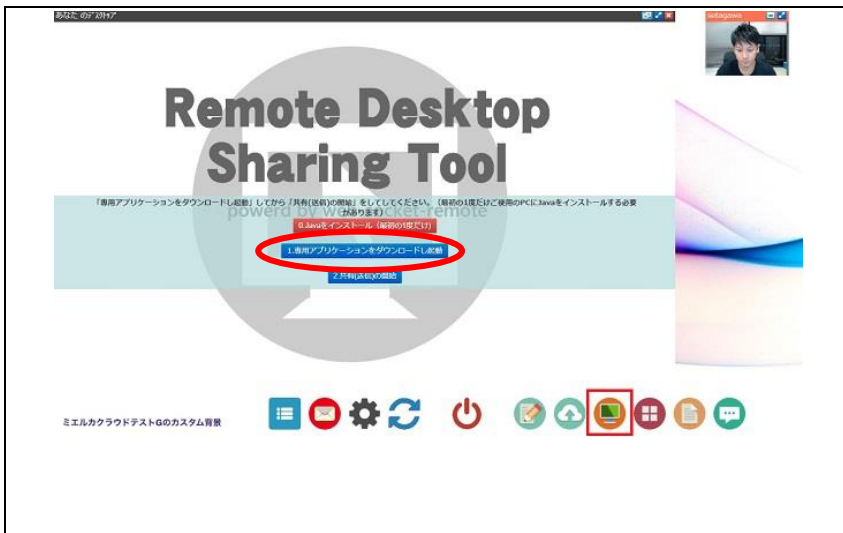 あなた のデスクトップ
sasagawa
Remote Desktop
Sharing Tool
「専用アプリケーションをダウンロードし起動」してから「共有(送信)の開始」をしてしてください。（最初の1度だけご使用のPCにJavaをインストールする必要
があります）
powerd by websocket-remote
0.Javaをインストール（最初の1度だけ）
1.専用アプリケーションをダウンロードし起動
2.共有(送信)の開始
ミエルカクラウドテストGのカスタム背景